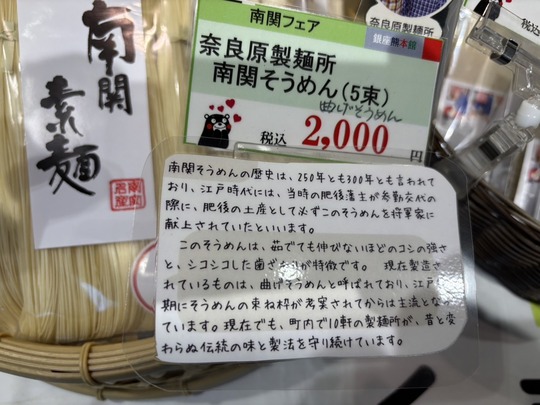 南関
素麺
南関フェア
銀座熊本館
奈良原製麺所
奈良原製麺所
南関そうめん(5束)
曲げそうめん
税込 2,000円
税込
南関そうめんの歴史は、250年とも300年とも言われて
おり、江戸時代には、当時の肥後藩主が参勤交代の
際に、肥後の土産として必ずこのそうめんを将軍家に
献上されていたといいます。
このそうめんは、茹でても伸びないほどのコシの強さ
と、シコシコした歯ざわりが特徴です。 現在製造さ
れているものは、曲げそうめんと呼ばれており、江戸
期にそうめんの束ね枠が考案されてからは主流となっ
ています。現在でも、町内で10軒の製麺所が、昔と変
わらぬ伝統の味と製法を守り続けています。